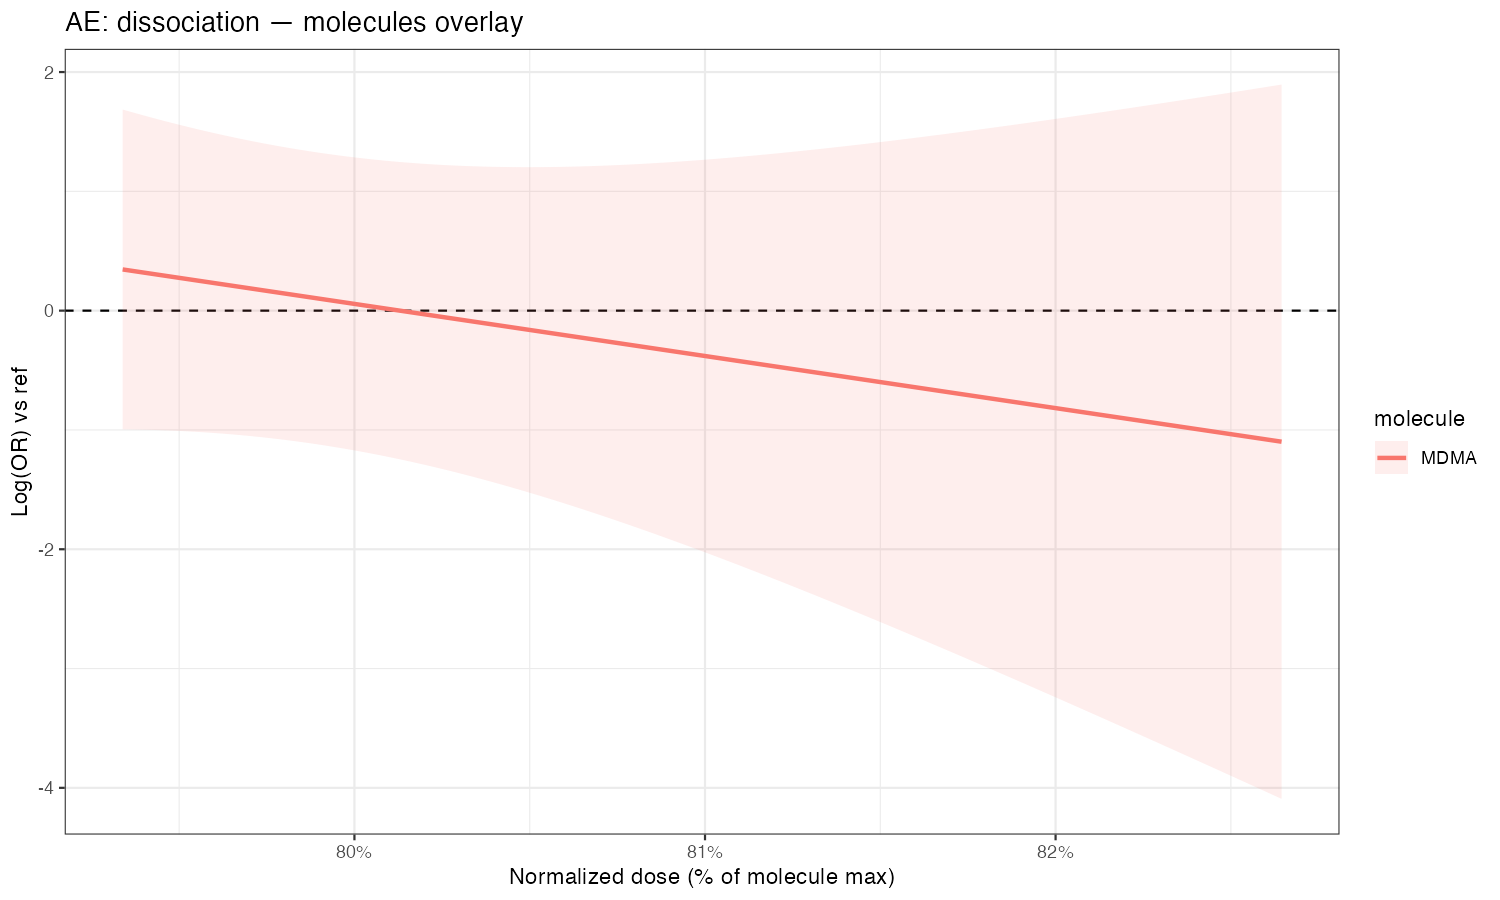 AE: dissociation — molecules overlay
2
0
-2
-4
Log(OR) vs ref
80%
81%
82%
Normalized dose (% of molecule max)
molecule
MDMA